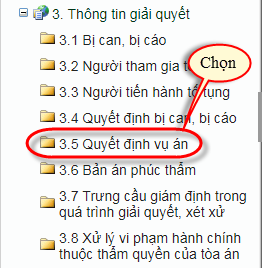 3. Thông tin giải quyết
3.1 Bị can, bị cáo
3.2 Người tham gia
Chọn
3.3 Người tiến hành tố tụng
3.4 Quyết định bị can, bị cáo
3.5 Quyết định vụ án
3.6 Bản án phúc thẩm
3.7 Trưng cầu giám định trong
quá trình giải quyết, xét xử
3.8 Xử lý vi phạm hành chính
thuộc thẩm quyền của tòa án